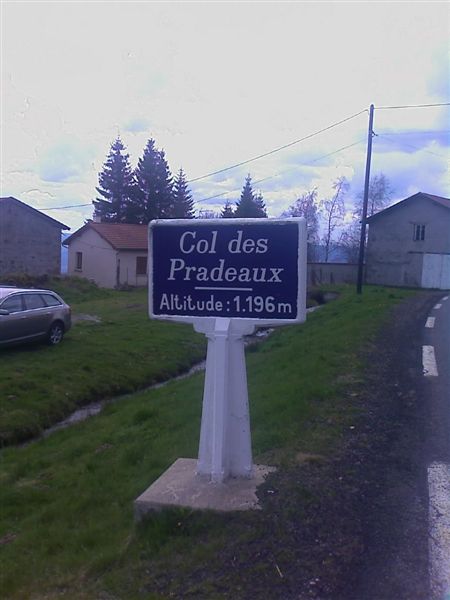 Col des
Pradeaux
Altitude : 1.196 m